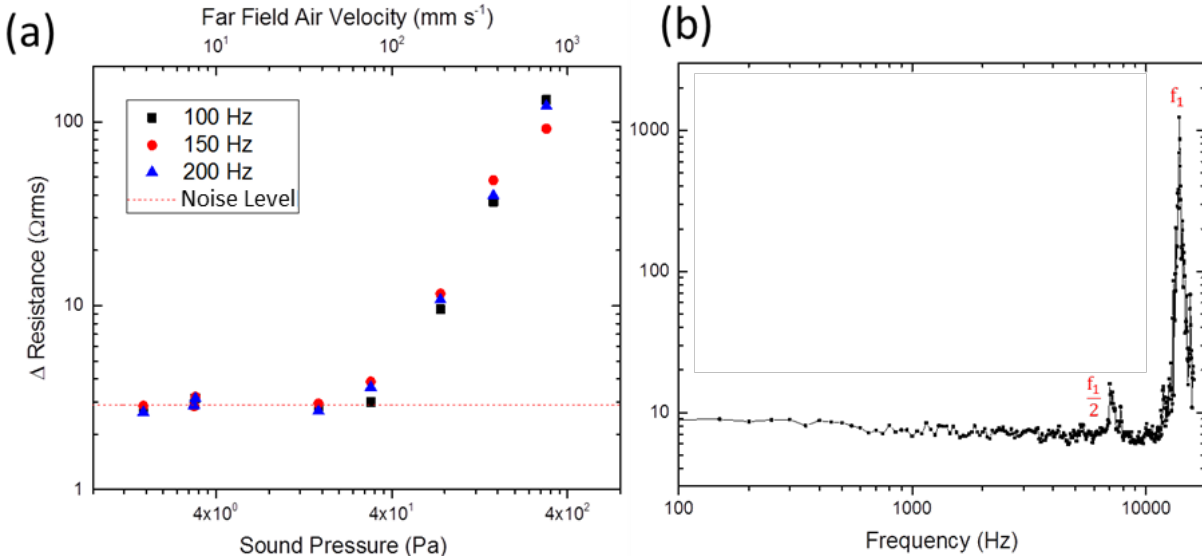 (a)
Far Field Air Velocity (mm s⁻¹)
10¹ 10² 10³
100 Hz
150 Hz
200 Hz
Noise Level
Δ Resistance (Ωrms)
100
10
1
4x10⁰ 4x10¹ 4x10²
Sound Pressure (Pa)
(b)
f₁
f₁
2
1000
100
10
100 1000 10000
Frequency (Hz)